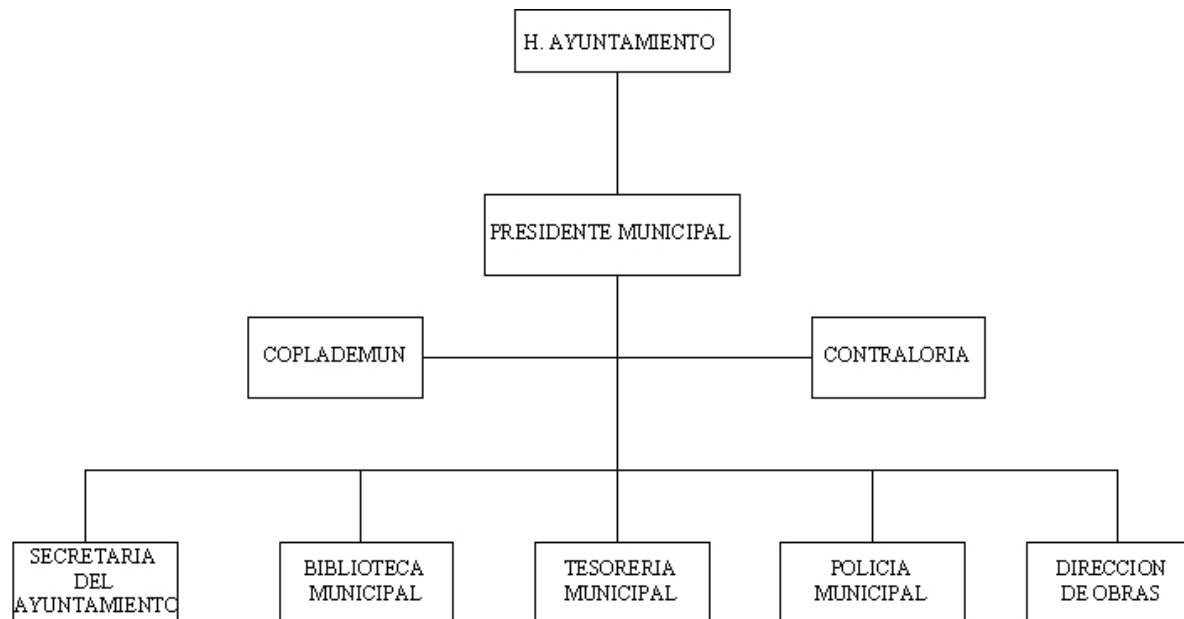 H. AYUNTAMIENTO
PRESIDENTE MUNICIPAL
COPLADEMUN
CONTRALORIA
SECRETARIA
DEL
AYUNTAMIENTO
BIBLIOTECA
MUNICIPAL
TESORERIA
MUNICIPAL
POLICIA
MUNICIPAL
DIRECCION
DE OBRAS